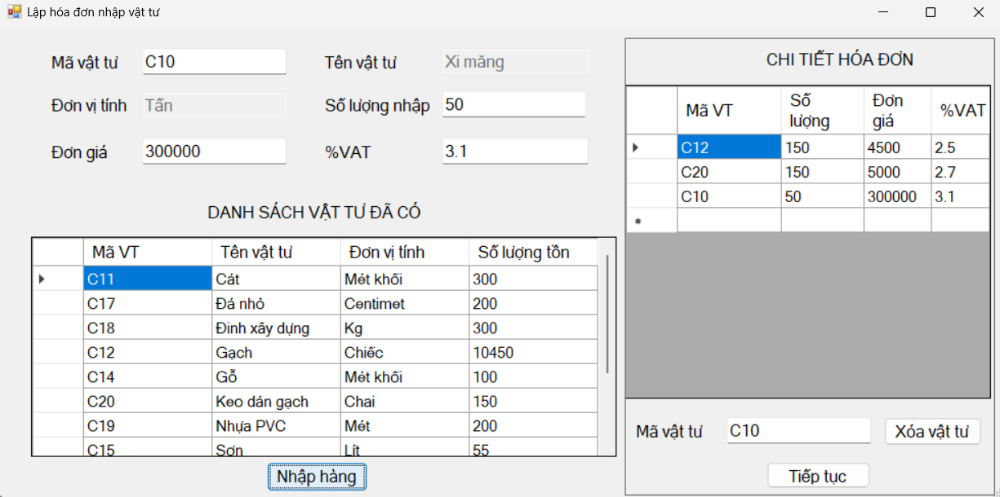 Lập hóa đơn nhập vật tư
Mã vật tư C10 Tên vật tư Xi măng
Đơn vị tính Tấn Số lượng nhập 50
Đơn giá 300000 %VAT 3.1
DANH SÁCH VẬT TƯ ĐÃ CÓ
Mã VT Tên vật tư Đơn vị tính Số lượng tồn
C11 Cát Mét khối 300
C17 Đá nhỏ Centimet 200
C18 Đinh xây dựng Kg 300
C12 Gạch Chiếc 10450
C14 Gỗ Mét khối 100
C20 Keo dán gạch Chai 150
C19 Nhựa PVC Mét 200
C15 Sơn Lít 55
Nhập hàng
CHI TIẾT HÓA ĐƠN
Mã VT Số lượng Đơn giá %VAT
C12 150 4500 2.5
C20 150 5000 2.7
C10 50 300000 3.1
Mã vật tư C10 Xóa vật tư
Tiếp tục